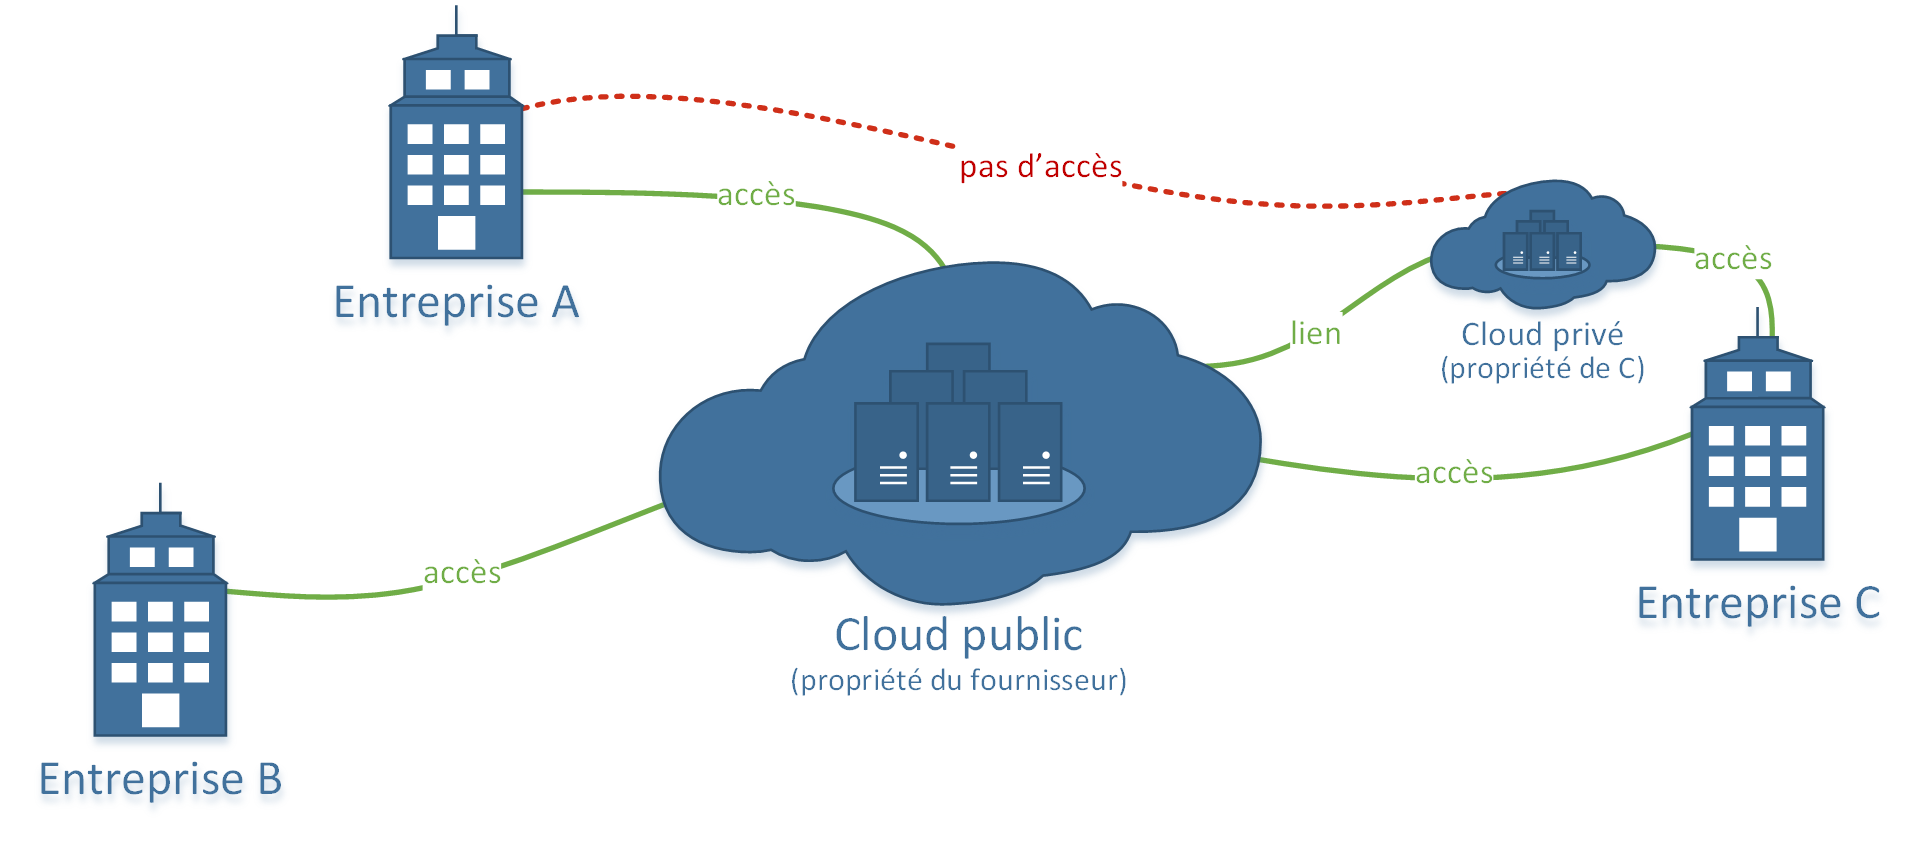 pas d’accès
accès
accès
Entreprise A
lien
Cloud privé
(propriété de C)
accès
accès
Entreprise C
Cloud public
(propriété du fournisseur)
Entreprise B